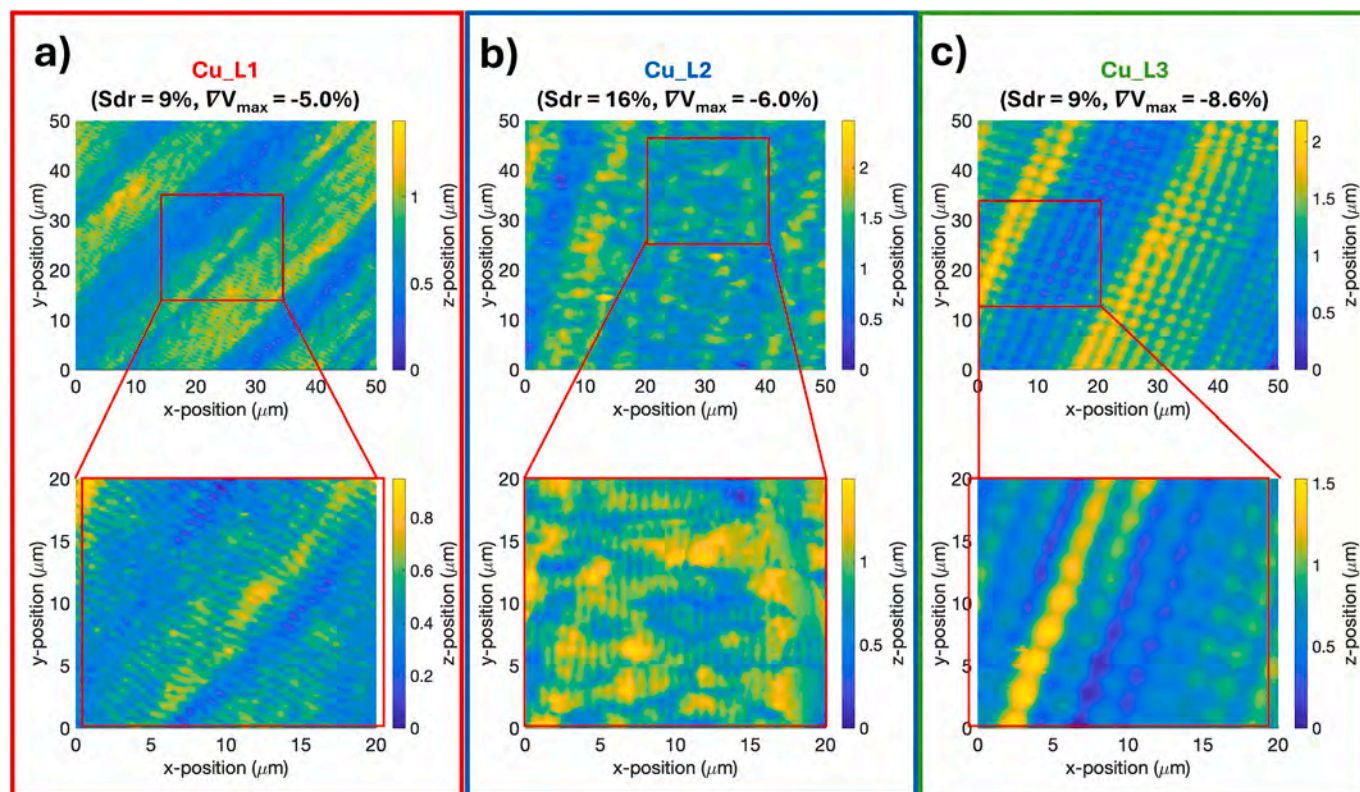 a)
Cu_L1
(Sdr = 9%, ∇V_max = -5.0%)
50
40
30
20
10
0
y-position (μm)
0 10 20 30 40 50
x-position (μm)
1
0.5
0
z-position (μm)
20
15
10
5
0
y-position (μm)
0 5 10 15 20
x-position (μm)
0.8
0.6
0.4
0.2
0
z-position (μm)
b)
Cu_L2
(Sdr = 16%, ∇V_max = -6.0%)
50
40
30
20
10
0
y-position (μm)
0 10 20 30 40 50
x-position (μm)
2
1.5
1
0.5
0
z-position (μm)
20
15
10
5
0
y-position (μm)
0 5 10 15 20
x-position (μm)
1
0.5
0
z-position (μm)
c)
Cu_L3
(Sdr = 9%, ∇V_max = -8.6%)
50
40
30
20
10
0
y-position (μm)
0 10 20 30 40 50
x-position (μm)
2
1.5
1
0.5
0
z-position (μm)
20
15
10
5
0
y-position (μm)
0 5 10 15 20
x-position (μm)
1.5
1
0.5
0
z-position (μm)